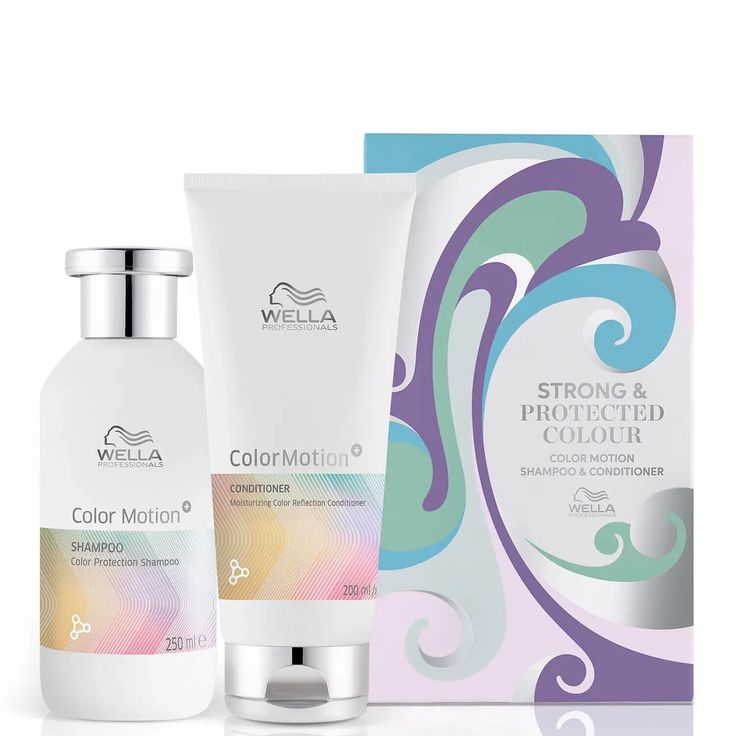 WELLA
PROFESSIONALS
Color Motion+
SHAMPOO
Color Protection Shampoo
250 ml e
WELLA
PROFESSIONALS
ColorMotion+
CONDITIONER
Moisturizing Color Reflection Conditioner
200 ml
STRONG &
PROTECTED
COLOUR
COLOR MOTION
SHAMPOO & CONDITIONER
WELLA
PROFESSIONALS